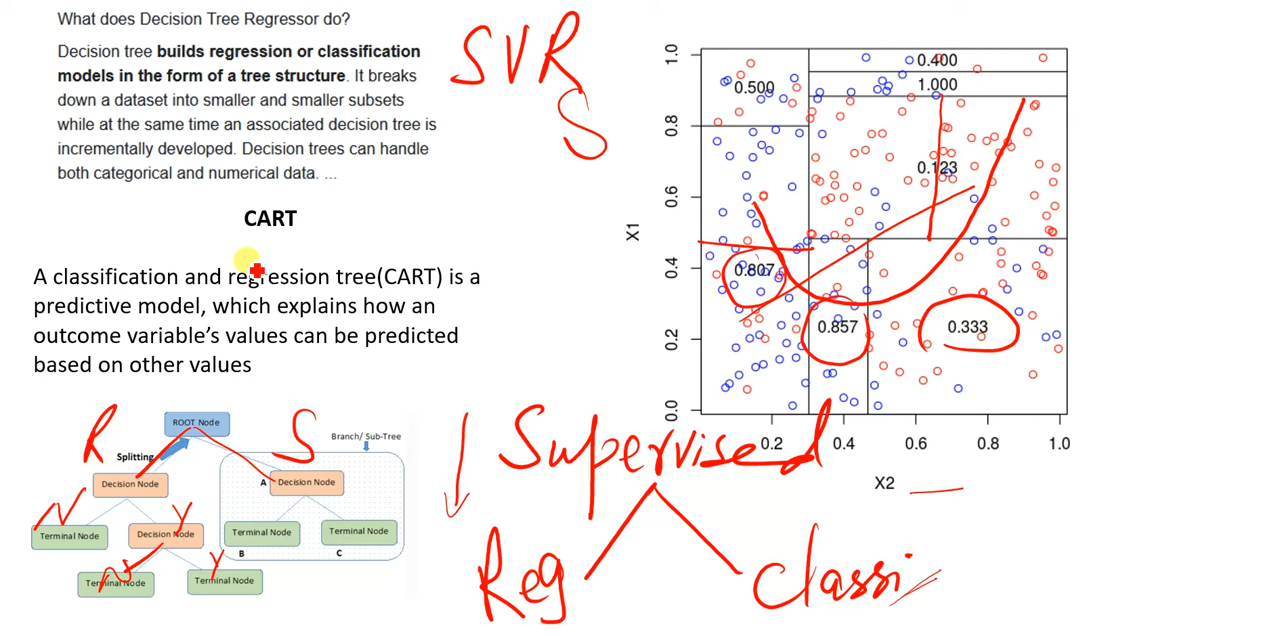 What does Decision Tree Regressor do?
Decision tree builds regression or classification
models in the form of a tree structure. It breaks
down a dataset into smaller and smaller subsets
while at the same time an associated decision tree is
incrementally developed. Decision trees can handle
both categorical and numerical data. ...
SVR
S
CART
A classification and regression tree(CART) is a
predictive model, which explains how an
outcome variable's values can be predicted
based on other values
R
ROOT Node
S
Branch/ Sub-Tree
Splitting
Decision Node
A
Decision Node
Terminal Node
Decision Node
Y
Terminal Node
Terminal Node
B
C
Terminal Node
Terminal Node
Y
1.0
0.8
0.6
0.4
0.2
0.0
X1
0.400
1.000
0.500
0.123
0.807
0.857
0.333
0.2
0.4
0.6
0.8
1.0
X2
Supervised
Reg
Classi